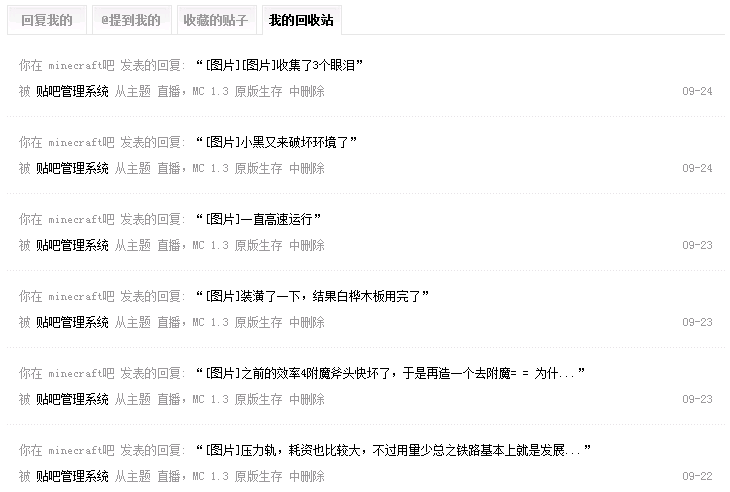 回复我的 @提到我的 收藏的贴子 我的回收站
你在 minecraft吧 发表的回复: “[图片][图片]收集了3个眼泪”
被 贴吧管理系统 从主题 直播，MC 1.3 原版生存 中删除 09-24
你在 minecraft吧 发表的回复: “[图片]小黑又来破坏环境了”
被 贴吧管理系统 从主题 直播，MC 1.3 原版生存 中删除 09-24
你在 minecraft吧 发表的回复: “[图片]一直高速运行”
被 贴吧管理系统 从主题 直播，MC 1.3 原版生存 中删除 09-23
你在 minecraft吧 发表的回复: “[图片]装潢了一下，结果白桦木板用完了”
被 贴吧管理系统 从主题 直播，MC 1.3 原版生存 中删除 09-23
你在 minecraft吧 发表的回复: “[图片]之前的效率4附魔斧头快坏了，于是再造一个去附魔= = 为什...”
被 贴吧管理系统 从主题 直播，MC 1.3 原版生存 中删除 09-23
你在 minecraft吧 发表的回复: “[图片]压力轨，耗资也比较大，不过用量少总之铁路基本上就是发展...”
被 贴吧管理系统 从主题 直播，MC 1.3 原版生存 中删除 09-22